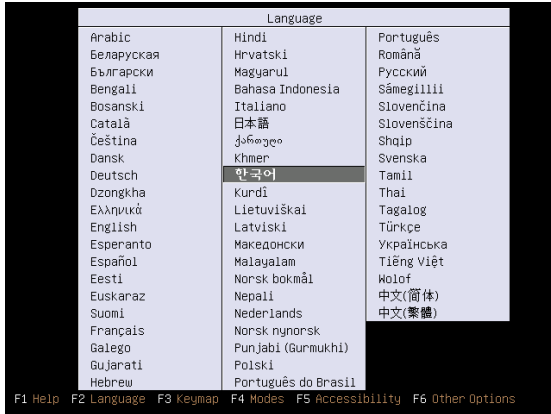 Language
Arabic
Беларуская
Български
Bengali
Bosanski
Català
Čeština
Dansk
Deutsch
Dzongkha
Ελληνικά
English
Esperanto
Español
Eesti
Euskaraz
Suomi
Français
Galego
Gujarati
Hebrew
Hindi
Hrvatski
Magyarul
Bahasa Indonesia
Italiano
日本語
ქართული
Khmer
한국어
Kurdî
Lietuviškai
Latviski
Македонски
Malayalam
Norsk bokmål
Nepali
Nederlands
Norsk nynorsk
Punjabi (Gurmukhi)
Polski
Português do Brasil
Português
Română
Русский
Sámegillii
Slovenčina
Slovenščina
Shqip
Svenska
Tamil
Thai
Tagalog
Türkçe
Українська
Tiếng Việt
Wolof
中文(简体)
中文(繁體)
F1 Help F2 Language F3 Keymap F4 Modes F5 Accessibility F6 Other Options